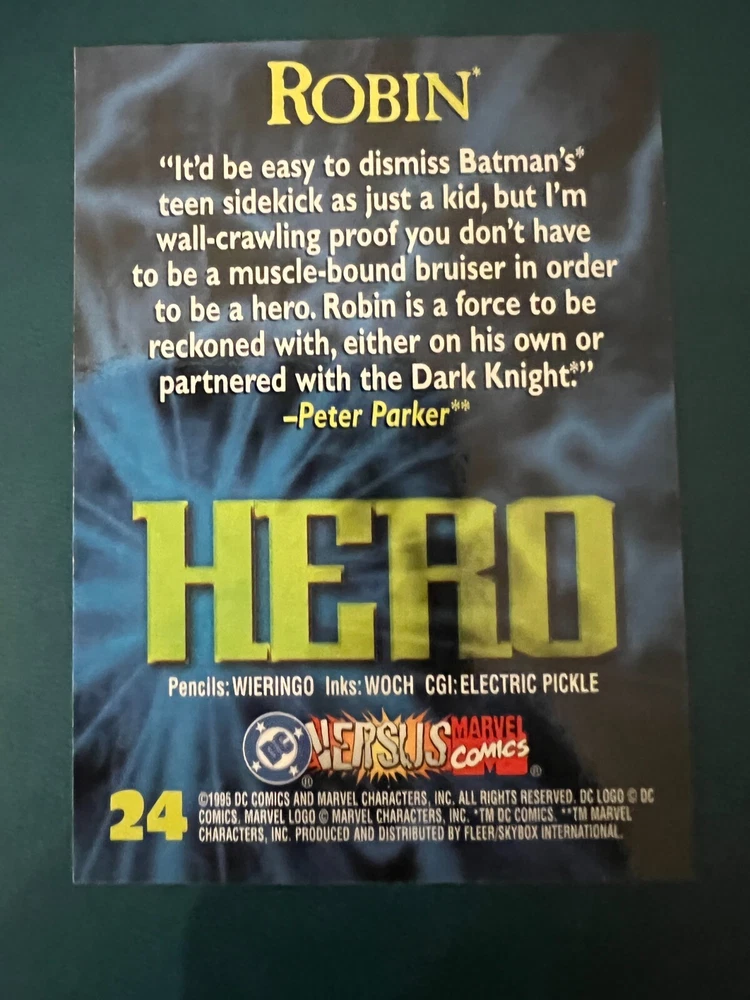 ROBIN*
“It’d be easy to dismiss Batman’s*
teen sidekick as just a kid, but I’m
wall-crawling proof you don’t have
to be a muscle-bound bruiser in order
to be a hero. Robin is a force to be
reckoned with, either on his own or
partnered with the Dark Knight*.”
–Peter Parker**
HERO
Pencils: WIERINGO Inks: WOCH CGI: ELECTRIC PICKLE
DC VERSUS MARVEL COMICS
® ®
24
©1995 DC COMICS AND MARVEL CHARACTERS, INC. ALL RIGHTS RESERVED. DC LOGO © DC
COMICS, MARVEL LOGO © MARVEL CHARACTERS, INC. *TM DC COMICS. **TM MARVEL
CHARACTERS, INC. PRODUCED AND DISTRIBUTED BY FLEER/SKYBOX INTERNATIONAL.